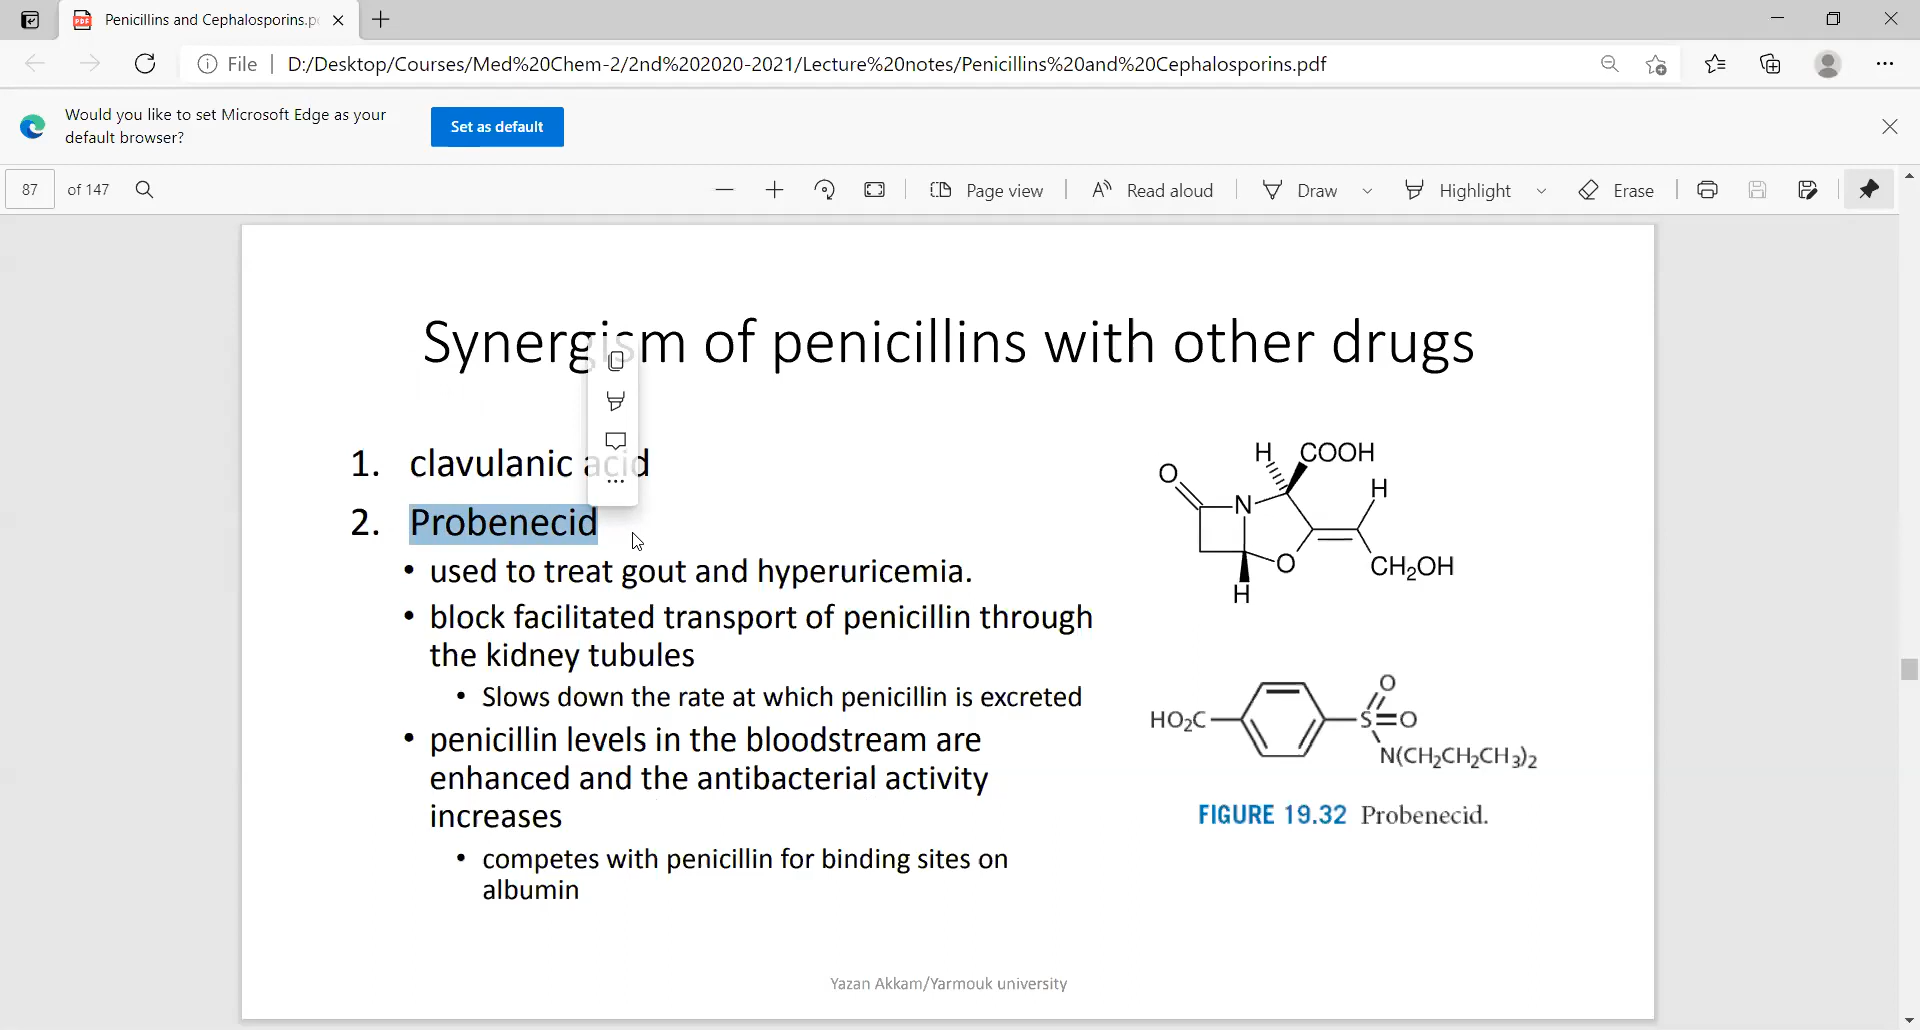 Penicillins and Cephalosporins.p
File
D:/Desktop/Courses/Med%20Chem-2/2nd%202020-2021/Lecture%20notes/Penicillins%20and%20Cephalosporins.pdf
Would you like to set Microsoft Edge as your
default browser?
Set as default
87 of 147
Page view
Read aloud
Draw
Highlight
Erase
Synergism of penicillins with other drugs
1. clavulanic acid
2. Probenecid
• used to treat gout and hyperuricemia.
• block facilitated transport of penicillin through
the kidney tubules
• Slows down the rate at which penicillin is excreted
• penicillin levels in the bloodstream are
enhanced and the antibacterial activity
increases
• competes with penicillin for binding sites on
albumin
H COOH
O
H
N
O
CH₂OH
H
O
HO₂C
S O
N(CH₂CH₂CH₃)₂
FIGURE 19.32 Probenecid.
Yazan Akkam/Yarmouk university